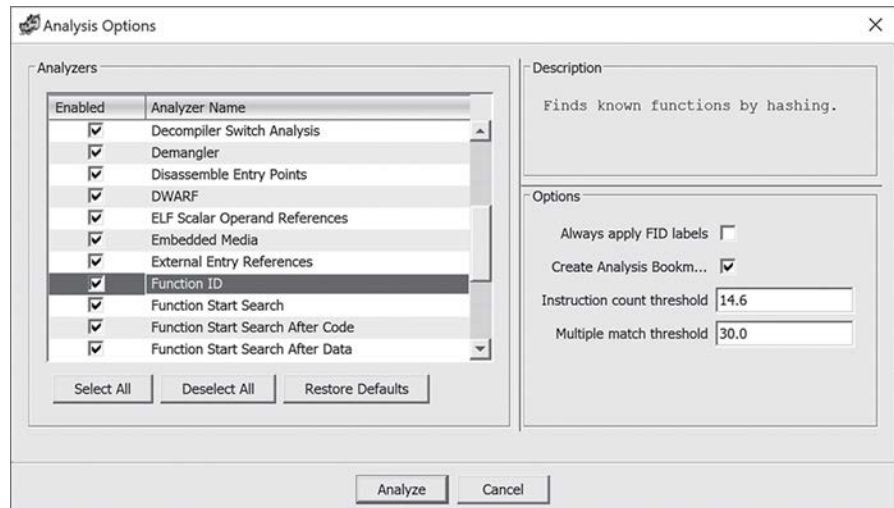 Analysis Options
Analyzers
Enabled Analyzer Name
Decompiler Switch Analysis
Demangler
Disassemble Entry Points
DWARF
ELF Scalar Operand References
Embedded Media
External Entry References
Function ID
Function Start Search
Function Start Search After Code
Function Start Search After Data
Select All Deselect All Restore Defaults
Description
Finds known functions by hashing.
Options
Always apply FID labels
Create Analysis Bookm...
Instruction count threshold 14.6
Multiple match threshold 30.0
Analyze Cancel